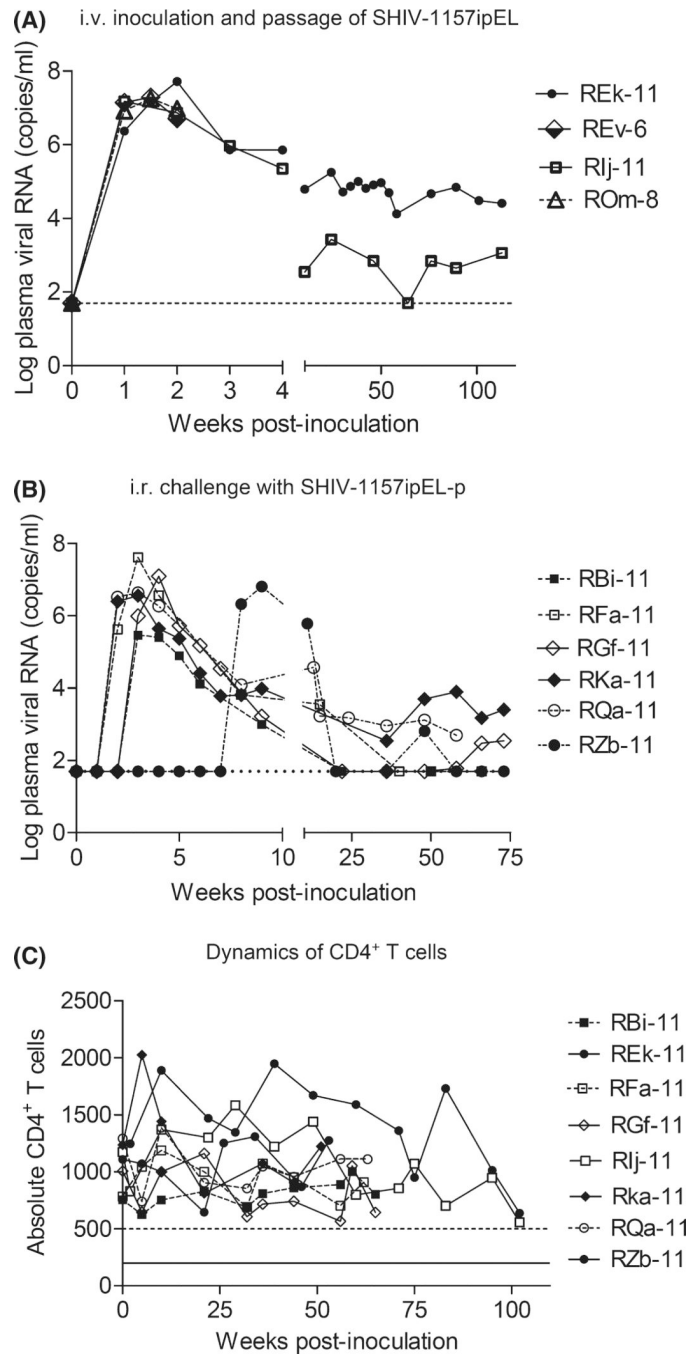 (A) i.v. inoculation and passage of SHIV-1157ipEL
Log plasma viral RNA (copies/ml)
8
6
4
2
0
0 1 2 3 4 50 100
Weeks post-inoculation
REk-11
REv-6
RIj-11
ROm-8
(B) i.r. challenge with SHIV-1157ipEL-p
Log plasma viral RNA (copies/ml)
8
6
4
2
0
0 5 10 25 50 75
Weeks post-inoculation
RBi-11
RFa-11
RGf-11
RKa-11
RQa-11
RZb-11
(C) Dynamics of CD4⁺ T cells
Absolute CD4⁺ T cells
2500
2000
1500
1000
500
0
0 25 50 75 100
Weeks post-inoculation
RBi-11
REk-11
RFa-11
RGf-11
RIj-11
Rka-11
RQa-11
RZb-11